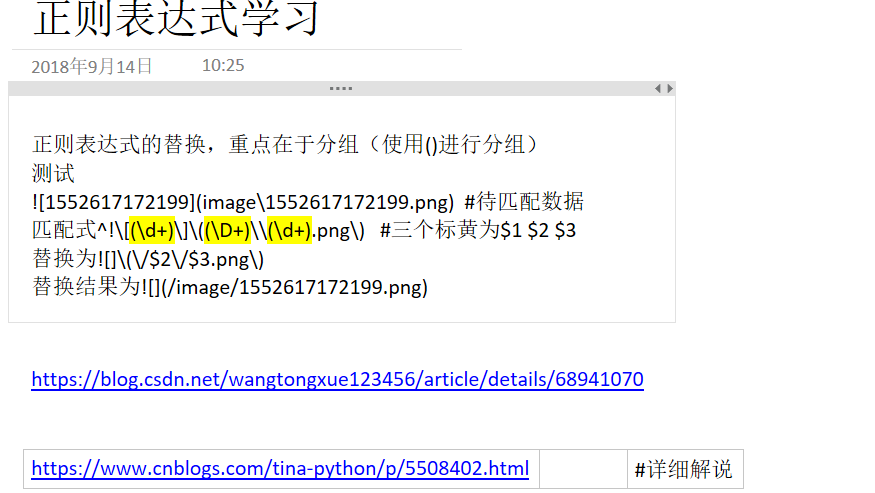 正则表达式学习
2018年9月14日 10:25
正则表达式的替换，重点在于分组（使用()进行分组）
测试
![1552617172199](image\1552617172199.png) #待匹配数据
匹配式^!\[(\d+)\]\((\D+)\\(\d+).png\) #三个标黄为$1 $2 $3
替换为![]\(\/$2\/$3.png\)
替换结果为![](/image/1552617172199.png)
https://blog.csdn.net/wangtongxue123456/article/details/68941070
https://www.cnblogs.com/tina-python/p/5508402.html #详细解说